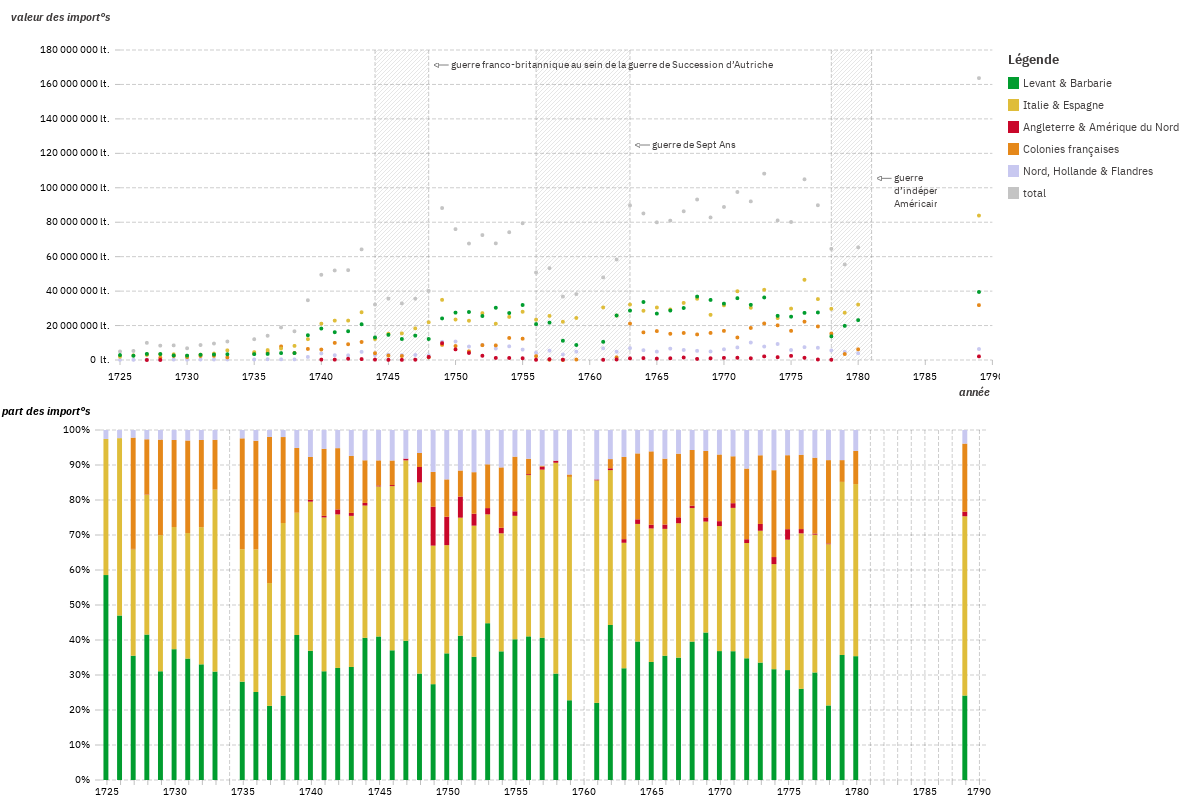 valeur des import°s
180 000 000 lt.
160 000 000 lt.
140 000 000 lt.
120 000 000 lt.
100 000 000 lt.
80 000 000 lt.
60 000 000 lt.
40 000 000 lt.
20 000 000 lt.
0 lt.
guerre franco-britannique au sein de la guerre de Succession d'Autriche
guerre de Sept Ans
guerre
d'indéper
Américair
1725 1730 1735 1740 1745 1750 1755 1760 1765 1770 1775 1780 1785 1790
année
Légende
Levant & Barbarie
Italie & Espagne
Angleterre & Amérique du Nord
Colonies françaises
Nord, Hollande & Flandres
total
part des import°s
100%
90%
80%
70%
60%
50%
40%
30%
20%
10%
0%
1725 1730 1735 1740 1745 1750 1755 1760 1765 1770 1775 1780 1785 1790